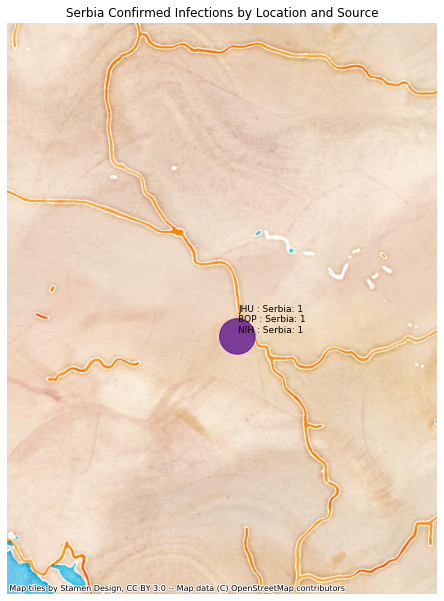 Serbia Confirmed Infections by Location and Source
JHU : Serbia: 1
BOP : Serbia: 1
NIH : Serbia: 1
Map tiles by Stamen Design, CC BY 3.0 -- Map data (C) OpenStreetMap contributors